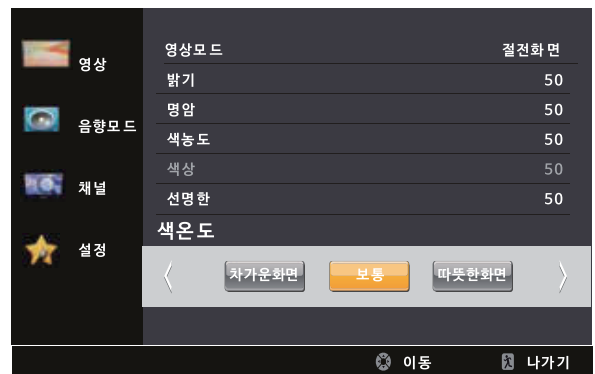 영상
음향모드
채널
설정
영상모드 절전화면
밝기 50
명암 50
색농도 50
색상 50
선명한 50
색온도
차가운화면 보통 따뜻한화면
이동 나가기